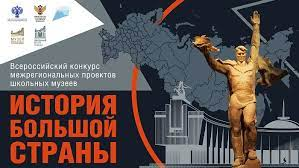 Всероссийский конкурс
межрегиональных проектов
школьных музеев
ИСТОРИЯ
БОЛЬШОЙ
СТРАНЫ